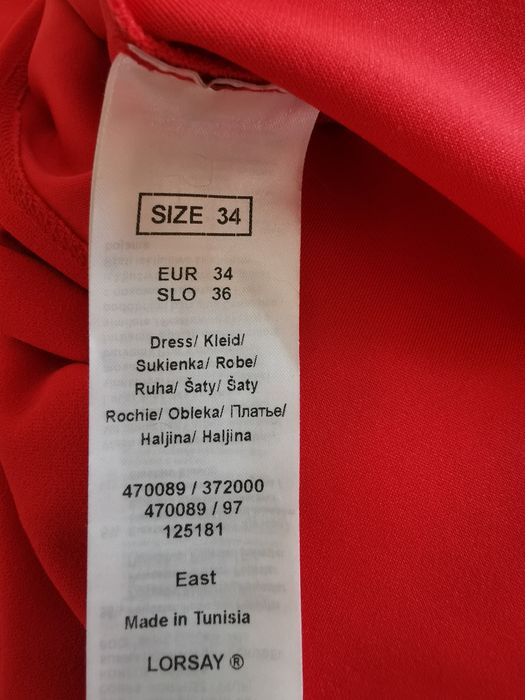 SIZE 34
EUR 34
SLO 36
Dress/ Kleid/
Sukienka/ Robe/
Ruha/ Šaty/ Šaty
Rochie/ Obleka/ Платье/
Haljina/ Haljina
470089 / 372000
470089 / 97
125181
East
Made in Tunisia
LORSAY ®